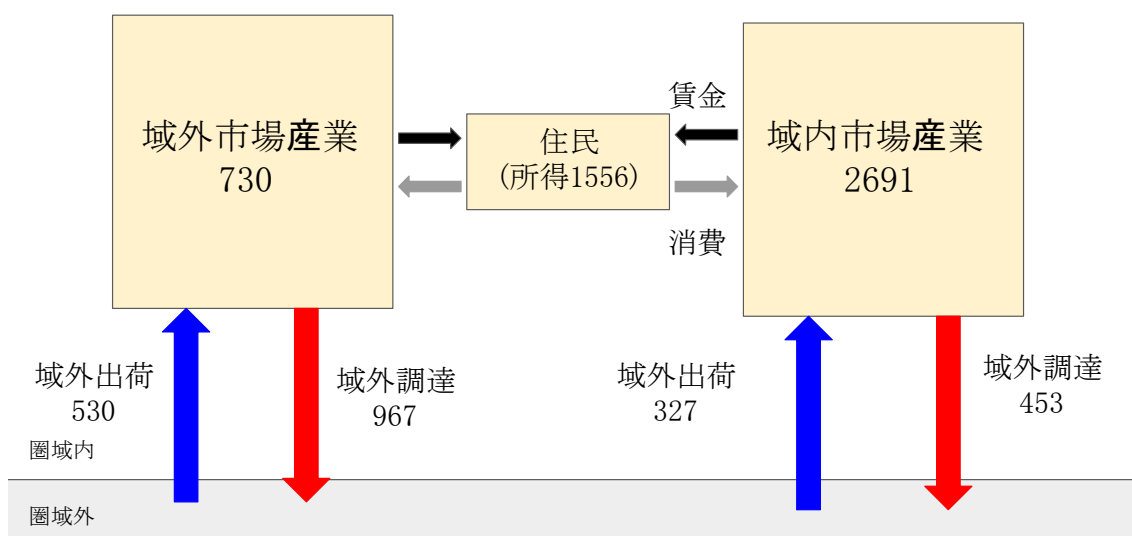 域外市場産業
730
賃金
住民
(所得1556)
域内市場産業
2691
消費
域外出荷
530
域外調達
967
域外出荷
327
域外調達
453
圏域内
圏域外